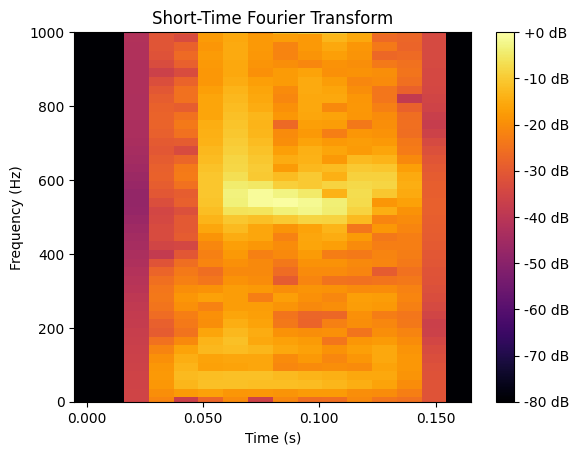 Short-Time Fourier Transform
1000
800
600
400
200
0
Frequency (Hz)
0.000
0.050
0.100
0.150
Time (s)
+0 dB
-10 dB
-20 dB
-30 dB
-40 dB
-50 dB
-60 dB
-70 dB
-80 dB